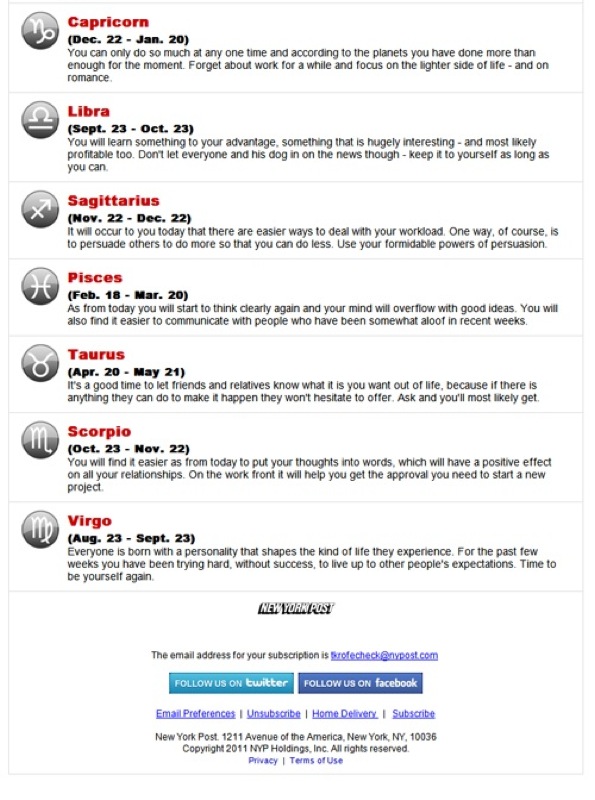 Capricorn
(Dec. 22 - Jan. 20)
You can only do so much at any one time and according to the planets you have done more than
enough for the moment. Forget about work for a while and focus on the lighter side of life - and on
romance.
Libra
(Sept. 23 - Oct. 23)
You will learn something to your advantage, something that is hugely interesting - and most likely
profitable too. Don't let everyone and his dog in on the news though - keep it to yourself as long as
you can.
Sagittarius
(Nov. 22 - Dec. 22)
It will occur to you today that there are easier ways to deal with your workload. One way, of course, is
to persuade others to do more so that you can do less. Use your formidable powers of persuasion.
Pisces
(Feb. 18 - Mar. 20)
As from today you will start to think clearly again and your mind will overflow with good ideas. You will
also find it easier to communicate with people who have been somewhat aloof in recent weeks.
Taurus
(Apr. 20 - May 21)
It's a good time to let friends and relatives know what it is you want out of life, because if there is
anything they can do to make it happen they won't hesitate to offer. Ask and you'll most likely get.
Scorpio
(Oct. 23 - Nov. 22)
You will find it easier as from today to put your thoughts into words, which will have a positive effect
on all your relationships. On the work front it will help you get the approval you need to start a new
project.
Virgo
(Aug. 23 - Sept. 23)
Everyone is born with a personality that shapes the kind of life they experience. For the past few
weeks you have been trying hard, without success, to live up to other people's expectations. Time to
be yourself again.
NEW YORK POST
The email address for your subscription is tkrofecheck@nypost.com
FOLLOW US ON twitter FOLLOW US ON facebook
Email Preferences | Unsubscribe | Home Delivery | Subscribe
New York Post. 1211 Avenue of the America, New York, NY, 10036
Copyright 2011 NYP Holdings, Inc. All rights reserved.
Privacy | Terms of Use